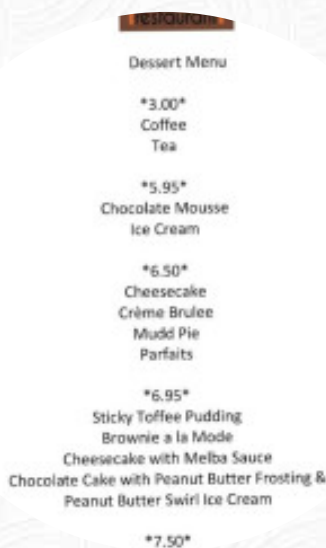 restaurant
Dessert Menu
*3.00*
Coffee
Tea
*5.95*
Chocolate Mousse
Ice Cream
*6.50*
Cheesecake
Crème Brulee
Mudd Pie
Parfaits
*6.95*
Sticky Toffee Pudding
Brownie a la Mode
Cheesecake with Melba Sauce
Chocolate Cake with Peanut Butter Frosting &
Peanut Butter Swirl Ice Cream
*7.50*